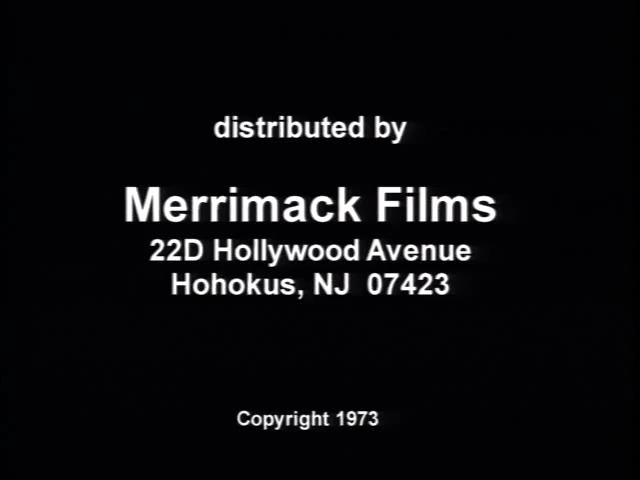 distributed by
Merrimack Films
22D Hollywood Avenue
Hohokus, NJ  07423
Copyright 1973